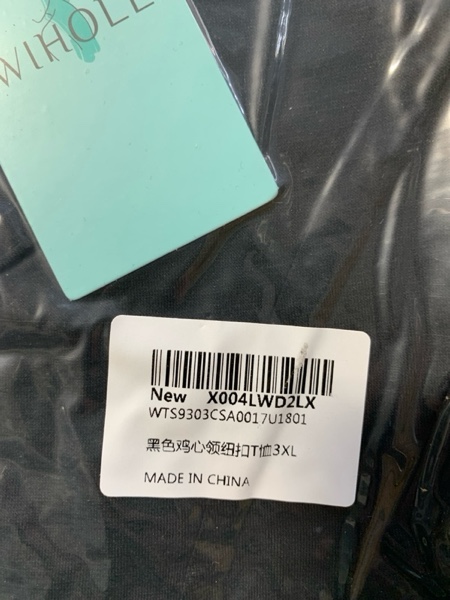 WIHOLL
New X004LWD2LX
WTS9303CSA0017U1801
黑色鸡心领纽扣T恤3XL
MADE IN CHINA